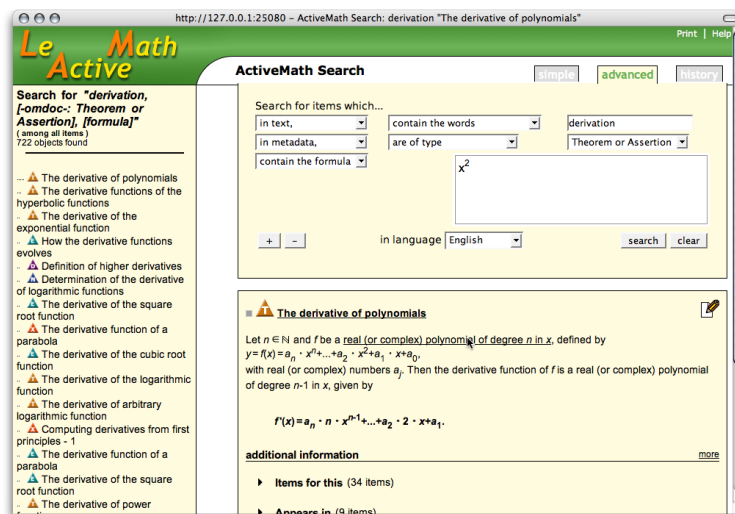 http://127.0.0.1:25080 – ActiveMath Search: derivation "The derivative of polynomials"
Print | Help
Le Active Math
ActiveMath Search
simple
advanced
history
Search for "derivation,
[-omdoc-: Theorem or
Assertion], [formula]"
( among all items )
722 objects found
... The derivative of polynomials
.. The derivative functions of the
hyperbolic functions
.. The derivative of the
exponential function
.. How the derivative functions
evolves
.. Definition of higher derivatives
.. Determination of the derivative
of logarithmic functions
.. The derivative of the square
root function
.. The derivative function of a
parabola
.. The derivative of the cubic root
function
.. The derivative of the logarithmic
function
.. The derivative of arbitrary
logarithmic function
.. Computing derivatives from first
principles - 1
.. The derivative function of a
parabola
.. The derivative of the square
root function
.. The derivative of power
Search for items which...
in text, contain the words derivation
in metadata, are of type Theorem or Assertion
contain the formula x²
+ - in language English search clear
The derivative of polynomials
Let n ∈ ℕ and f be a real (or complex) polynomial of degree n in x, defined by
y = f(x) = aₙ · xⁿ+...+a₂ · x²+a₁ · x+a₀,
with real (or complex) numbers aⱼ. Then the derivative function of f is a real (or complex) polynomial
of degree n-1 in x, given by
f'(x) = aₙ · n · xⁿ⁻¹+...+a₂ · 2 · x+a₁.
additional information more
Items for this (34 items)
Appears in (9 items)